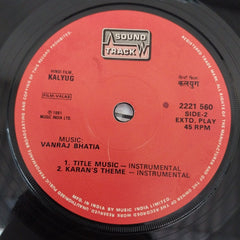 SOUND
TRACK
HINDI FILM
KALYUG
हिन्दी फिल्म
कलयुग
FILM-VALAS
℗ 1981
MUSIC INDIA LTD.
2221 560
SIDE-2
EXTD. PLAY
45 RPM
MUSIC:
VANRAJ BHATIA
1. TITLE MUSIC — INSTRUMENTAL
2. KARAN'S THEME — INSTRUMENTAL
MADE IN INDIA BY MUSIC INDIA LIMITED